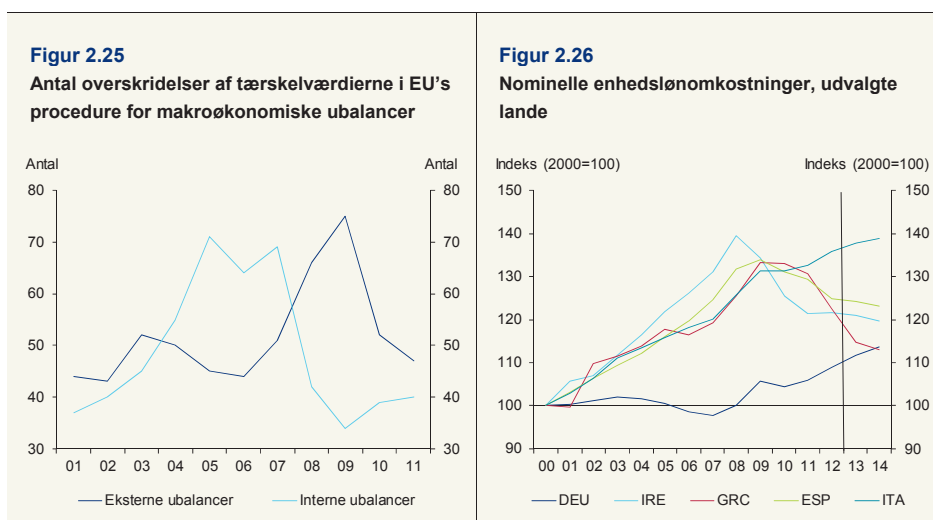 Figur 2.25
Antal overskridelser af tærskelværdierne i EU's
procedure for makroøkonomiske ubalancer
Antal Antal
80 80
70 70
60 60
50 50
40 40
30 30
01 02 03 04 05 06 07 08 09 10 11
Eksterne ubalancer Interne ubalancer
Figur 2.26
Nominelle enhedslønomkostninger, udvalgte
lande
Indeks (2000=100) Indeks (2000=100)
150 150
140 140
130 130
120 120
110 110
100 100
90 90
00 01 02 03 04 05 06 07 08 09 10 11 12 13 14
DEU IRE GRC ESP ITA